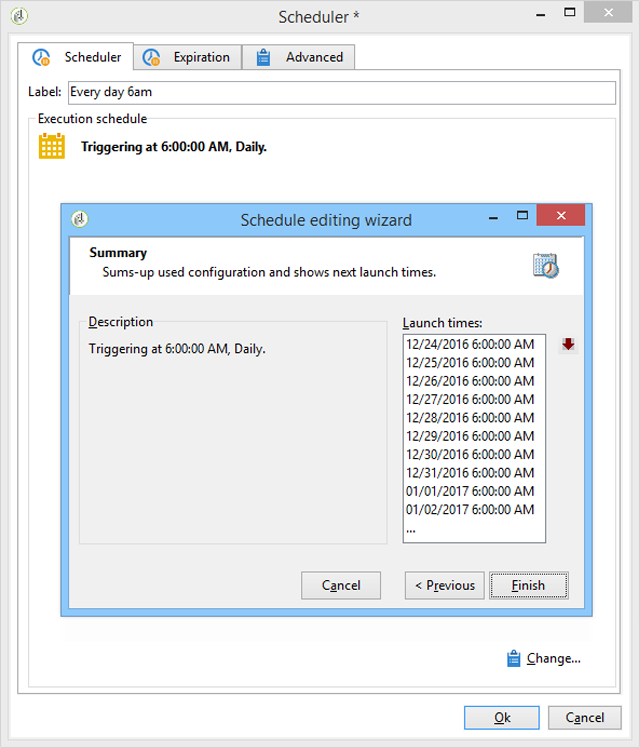 Scheduler *
Scheduler
Expiration
Advanced
Label: Every day 6am
Execution schedule
Triggering at 6:00:00 AM, Daily.
Schedule editing wizard
Summary
Sums-up used configuration and shows next launch times.
Description
Triggering at 6:00:00 AM, Daily.
Launch times:
12/24/2016 6:00:00 AM
12/25/2016 6:00:00 AM
12/26/2016 6:00:00 AM
12/27/2016 6:00:00 AM
12/28/2016 6:00:00 AM
12/29/2016 6:00:00 AM
12/30/2016 6:00:00 AM
12/31/2016 6:00:00 AM
01/01/2017 6:00:00 AM
01/02/2017 6:00:00 AM
...
Cancel
< Previous
Finish
Change...
Ok
Cancel